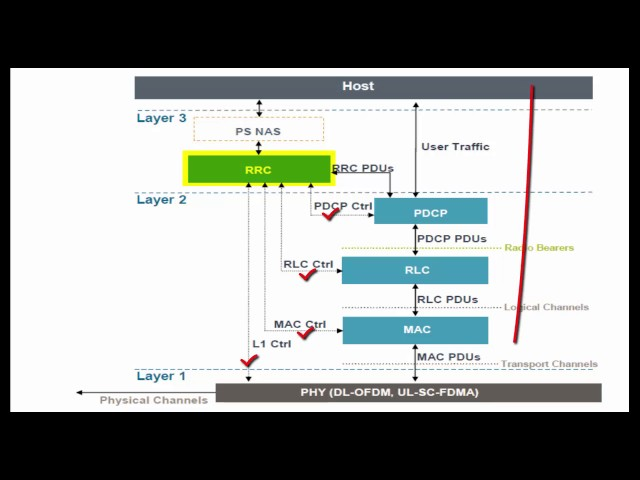 Host
Layer 3
PS NAS
User Traffic
RRC
RRC PDUs
Layer 2
PDCP Ctrl
PDCP
PDCP PDUs
Radio Bearers
RLC Ctrl
RLC
RLC PDUs
Logical Channels
MAC Ctrl
MAC
L1 Ctrl
MAC PDUs
Transport Channels
Layer 1
PHY (DL-OFDM, UL-SC-FDMA)
Physical Channels